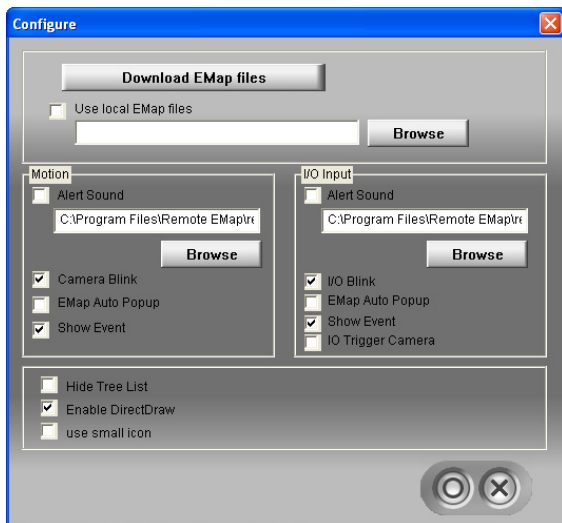 Configure
Download EMap files
Use local EMap files
Browse
Motion
Alert Sound
C:\Program Files\Remote EMap\re
Browse
Camera Blink
EMap Auto Popup
Show Event
I/O Input
Alert Sound
C:\Program Files\Remote EMap\re
Browse
I/O Blink
EMap Auto Popup
Show Event
IO Trigger Camera
Hide Tree List
Enable DirectDraw
use small icon